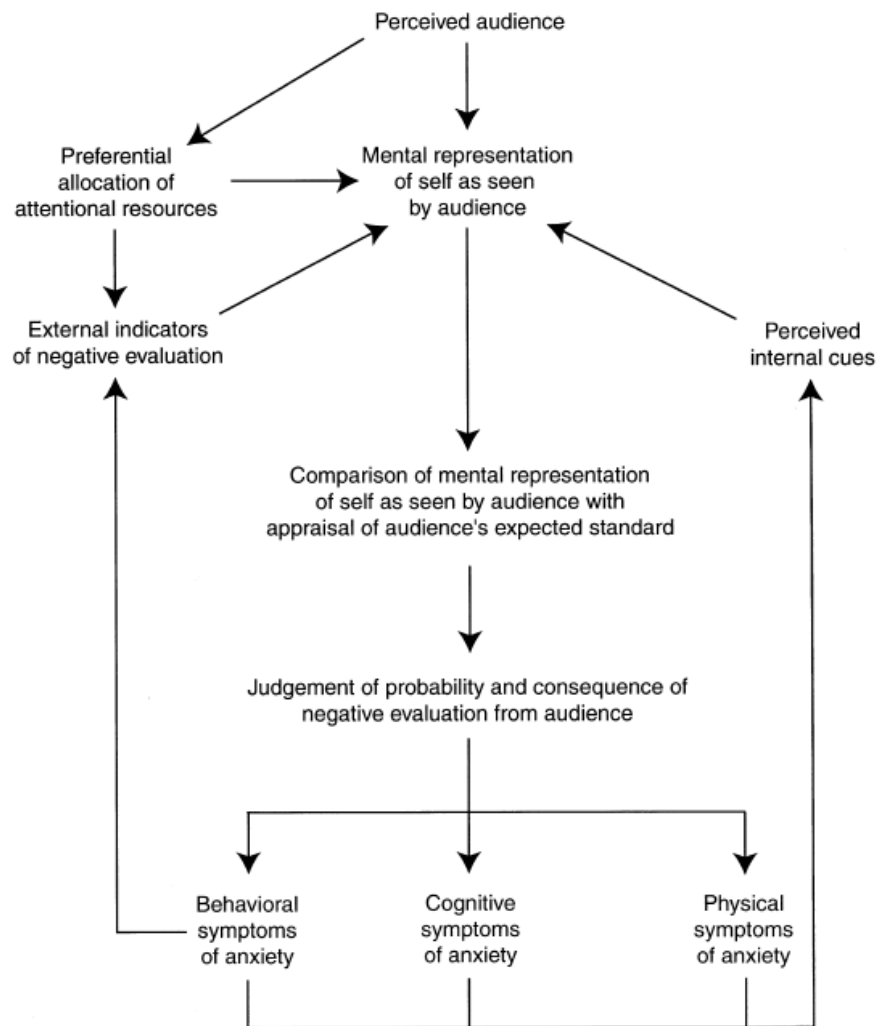 Perceived audience
Preferential
allocation of
attentional resources
Mental representation
of self as seen
by audience
External indicators
of negative evaluation
Perceived
internal cues
Comparison of mental representation
of self as seen by audience with
appraisal of audience's expected standard
Judgement of probability and consequence of
negative evaluation from audience
Behavioral
symptoms
of anxiety
Cognitive
symptoms
of anxiety
Physical
symptoms
of anxiety